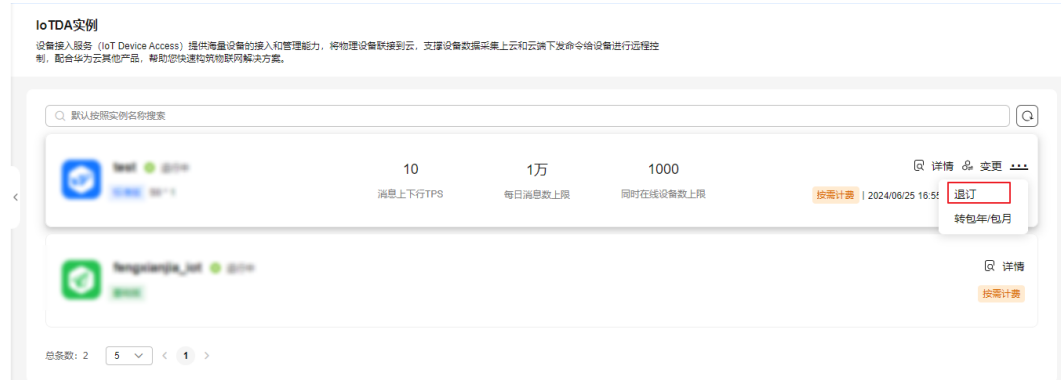 IoTDA实例
设备接入服务（IoT Device Access）提供海量设备的接入和管理能力，将物理设备联接到云，支撑设备数据采集上云和云端下发命令给设备进行远程控
制，配合华为云其他产品，帮助您快速构筑物联网解决方案。
默认按照实例名称搜索
test 运行中
10
1万
1000
详情 变更 ...
消息上下行TPS
每日消息数上限
同时在线设备数上限
按需计费 | 2024/06/25 16:55
退订
转包年/包月
fengxianjia_iot 运行中
详情
按需计费
总条数：2 5 < 1 >